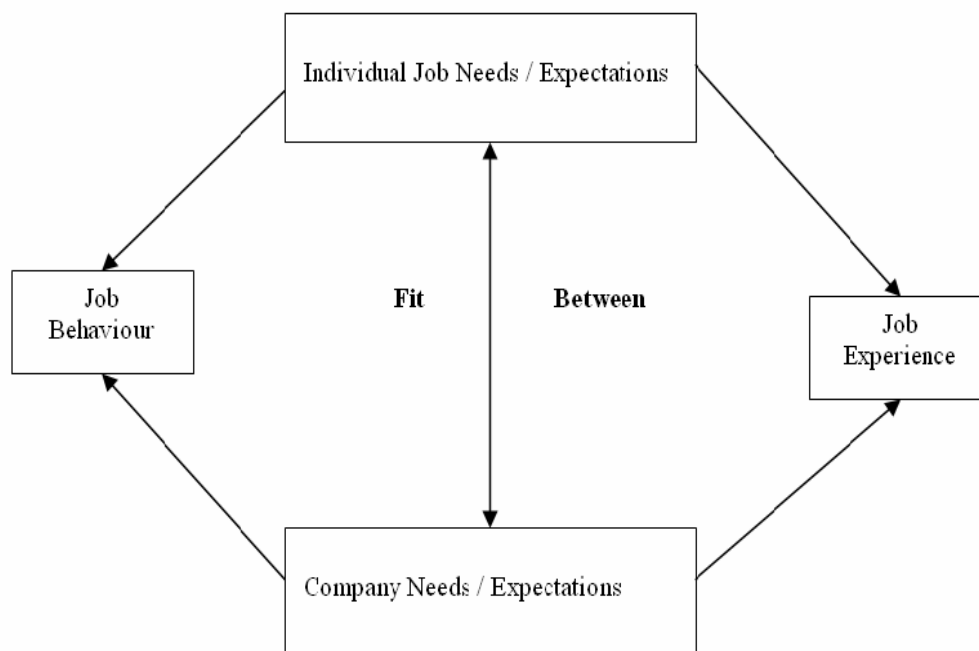 Individual Job Needs / Expectations
Job
Behaviour
Fit Between
Job
Experience
Company Needs / Expectations